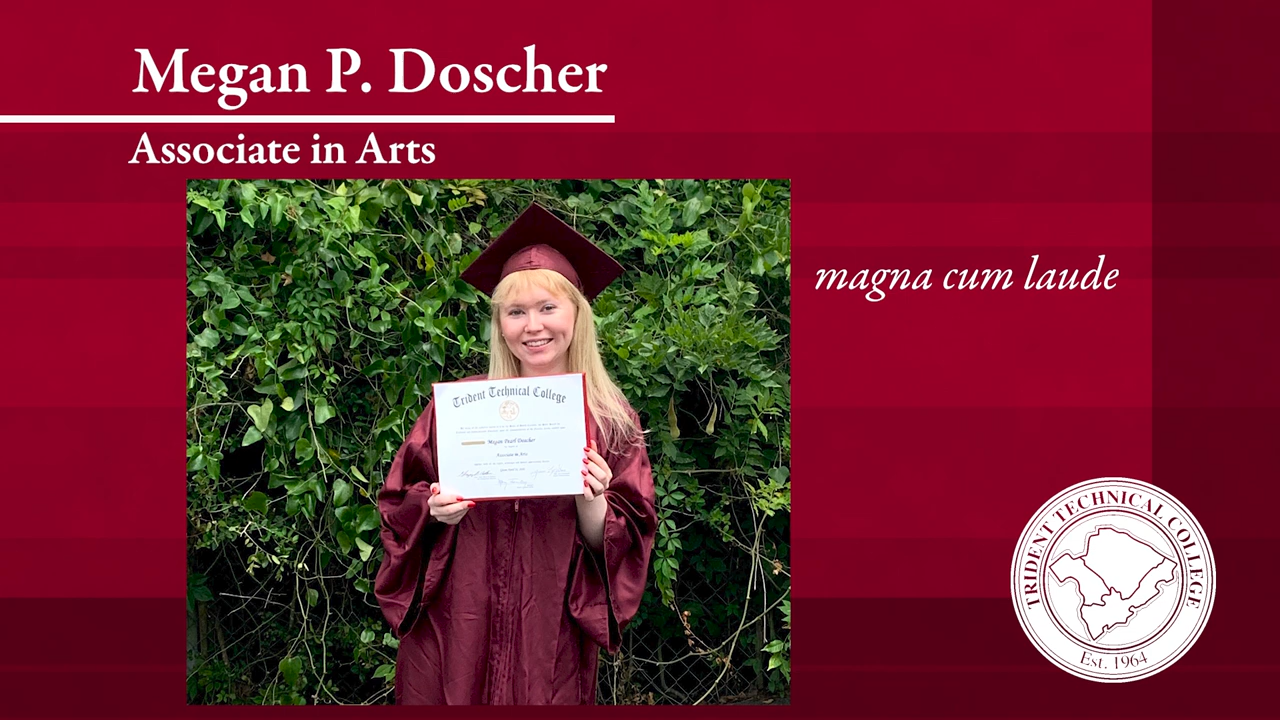 Megan P. Doscher
Associate in Arts
magna cum laude
Trident Technical College
Megan Pearl Doscher
Associate in Arts
TRIDENT TECHNICAL COLLEGE
Est. 1964